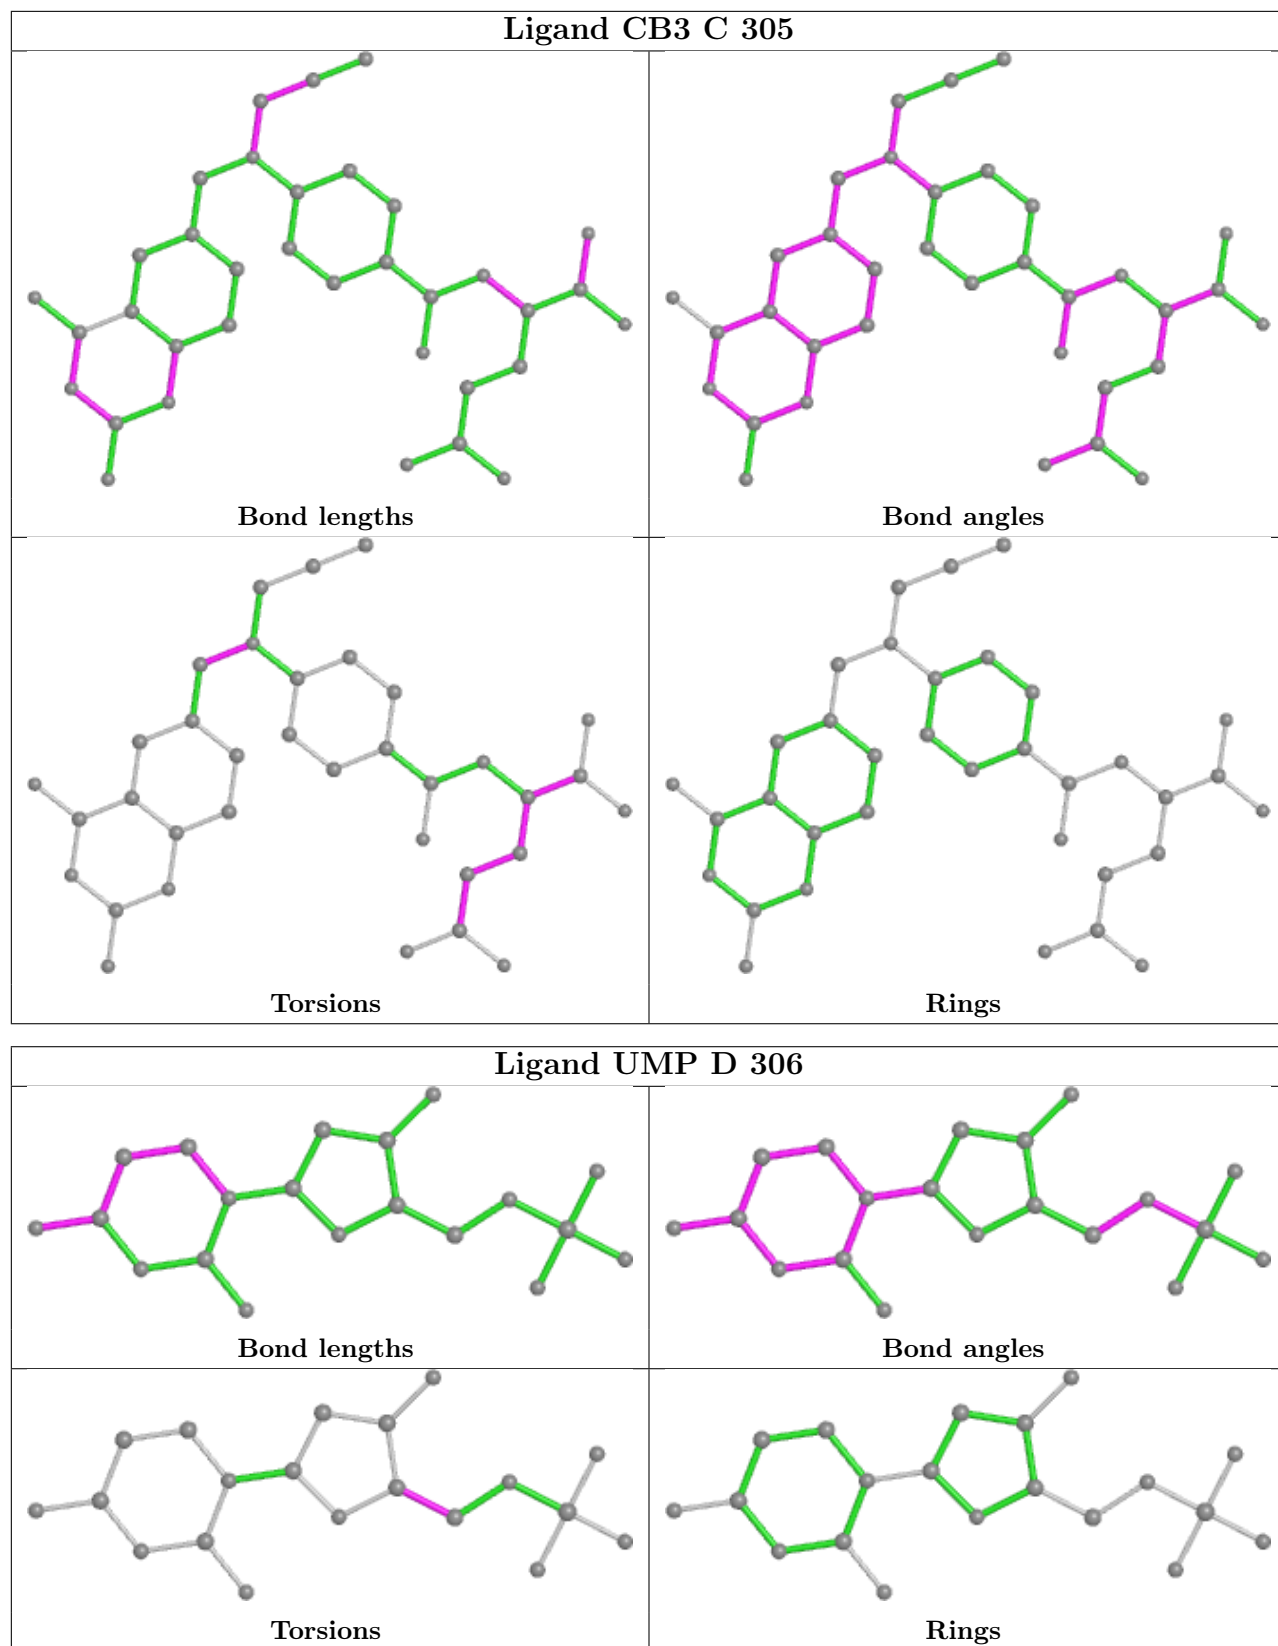 Ligand CB3 C 305
Bond lengths
Bond angles
Torsions
Rings
Ligand UMP D 306
Bond lengths
Bond angles
Torsions
Rings